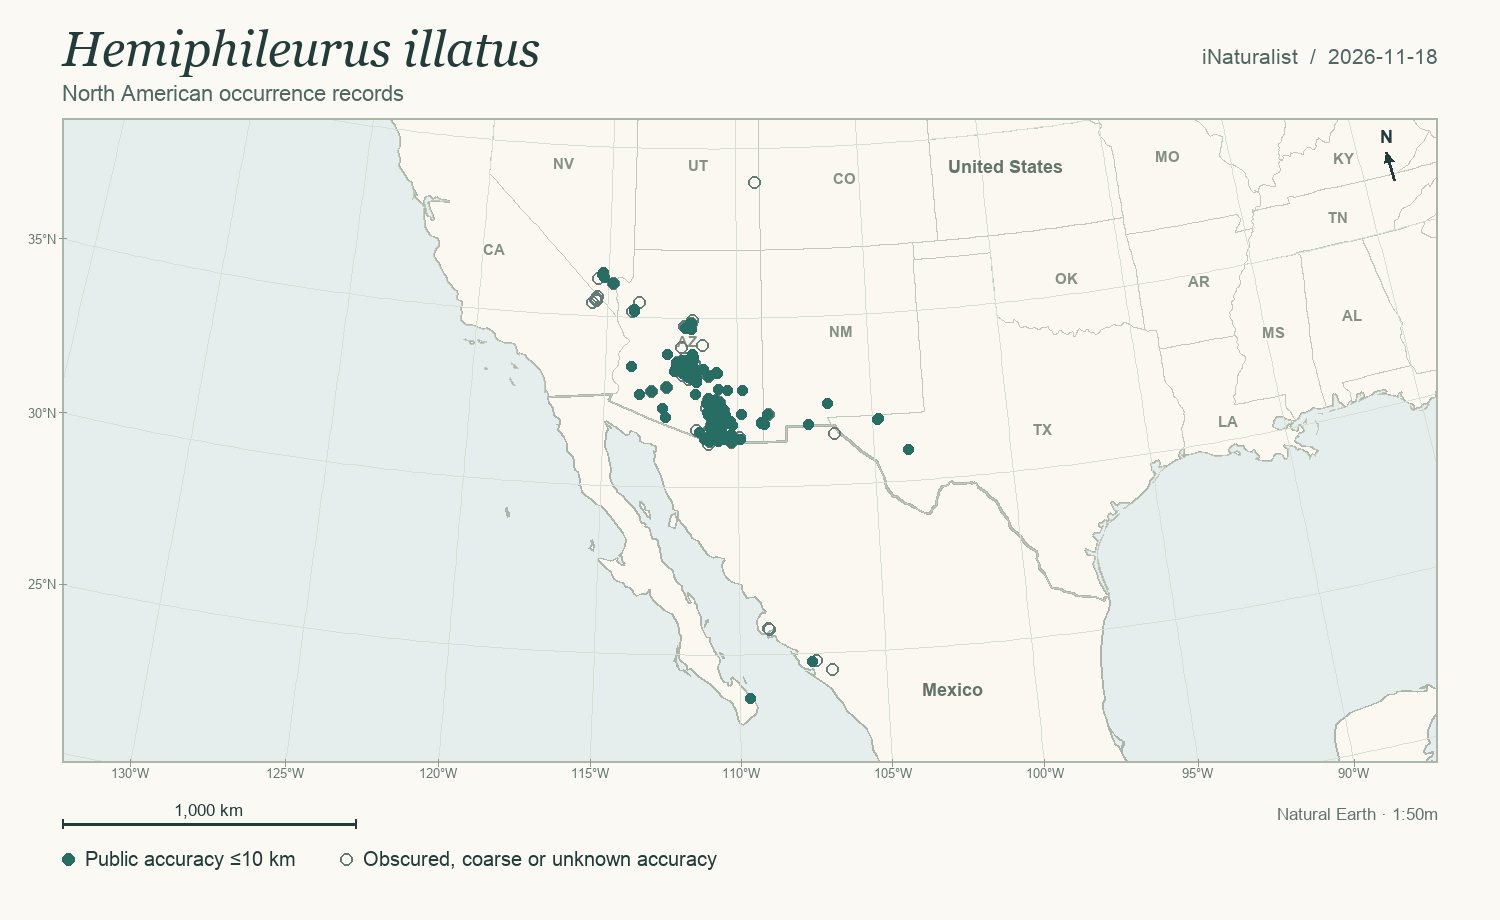 Hemiphileurus illatus
iNaturalist / 2026-11-18
North American occurrence records
N
NV
UT
CO
United States
MO
KY
TN
CA
OK
AR
AZ
NM
MS
AL
TX
LA
Mexico
35°N
30°N
25°N
130°W
125°W
120°W
115°W
110°W
105°W
100°W
95°W
90°W
1,000 km
Natural Earth · 1:50m
Public accuracy ≤10 km
Obscured, coarse or unknown accuracy